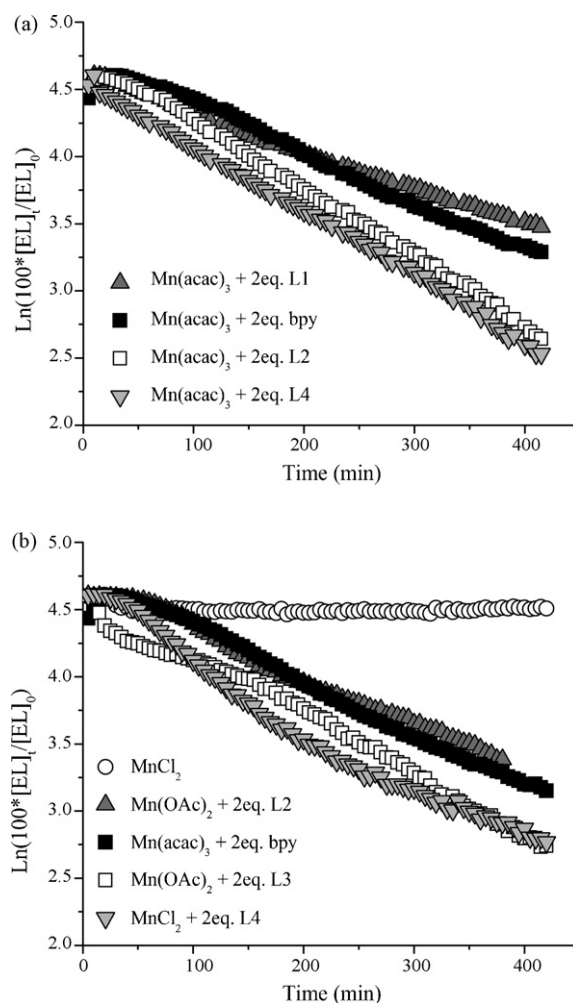 (a)
5.0
4.5
4.0
3.5
3.0
2.5
2.0
Ln(100*[EL]t/[EL]0)
Mn(acac)3 + 2eq. L1
Mn(acac)3 + 2eq. bpy
Mn(acac)3 + 2eq. L2
Mn(acac)3 + 2eq. L4
0 100 200 300 400
Time (min)
(b)
5.0
4.5
4.0
3.5
3.0
2.5
2.0
Ln(100*[EL]t/[EL]0)
MnCl2
Mn(OAc)2 + 2eq. L2
Mn(acac)3 + 2eq. bpy
Mn(OAc)2 + 2eq. L3
MnCl2 + 2eq. L4
0 100 200 300 400
Time (min)